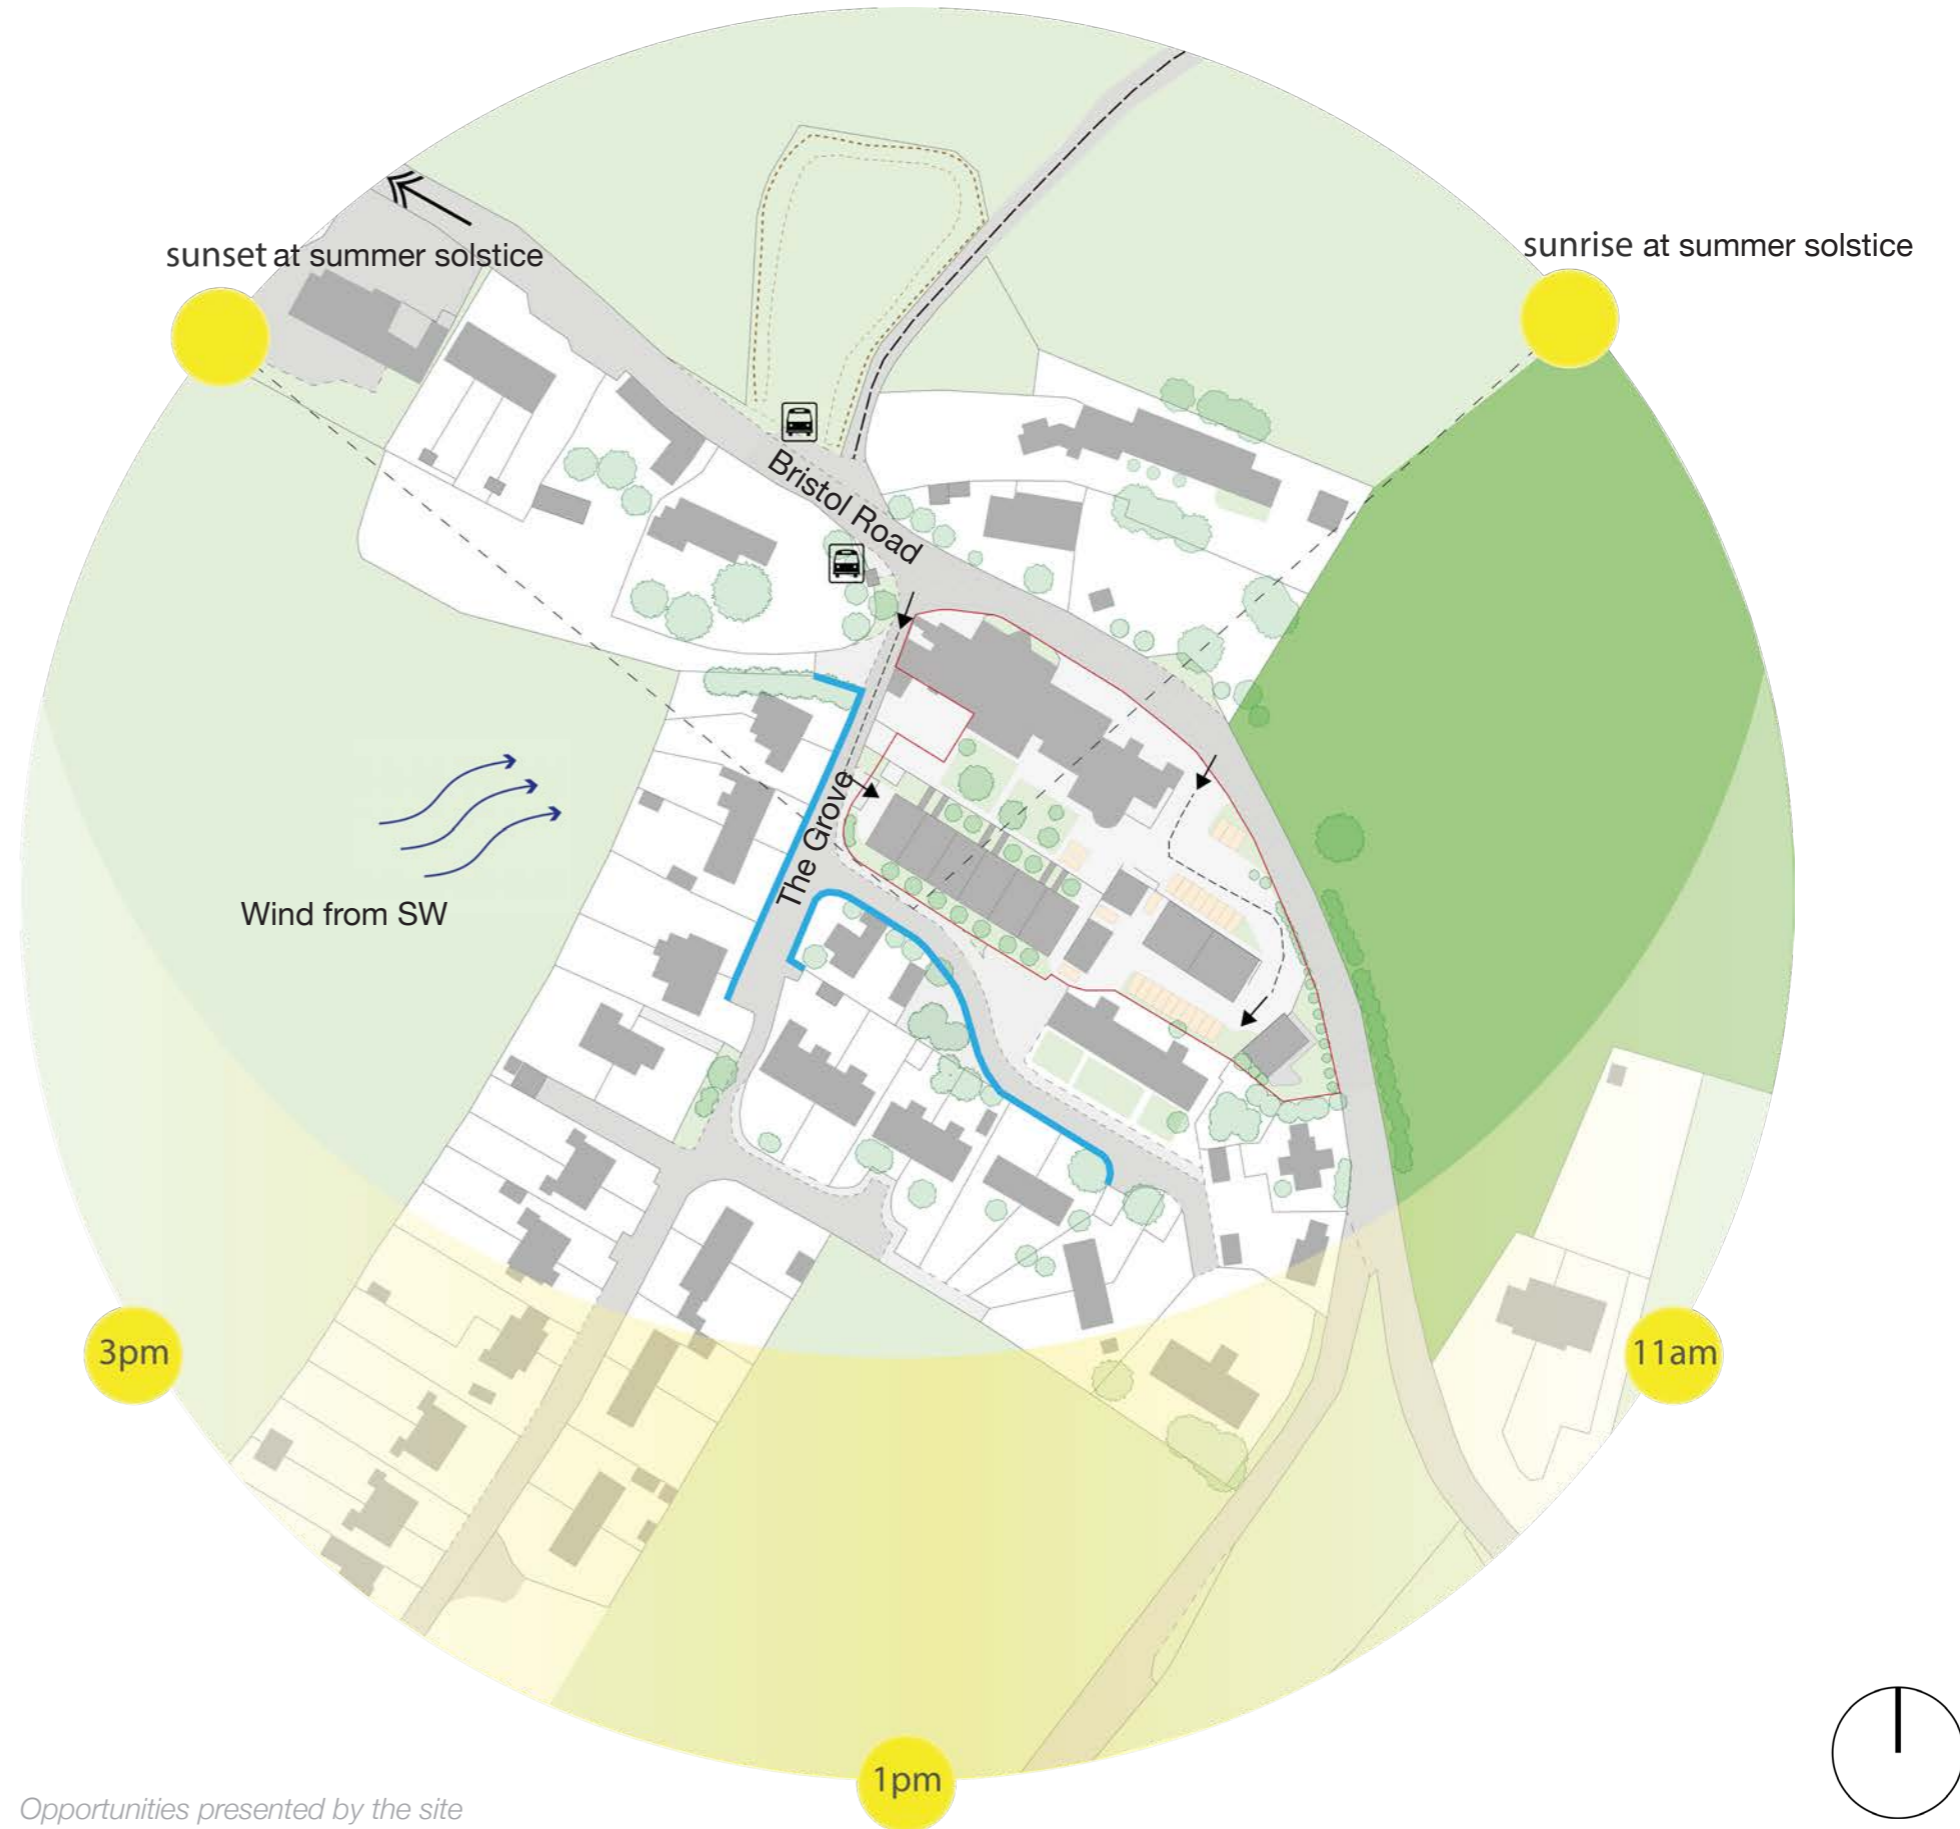 sunset at summer solstice
sunrise at summer solstice
Bristol Road
The Grove
Wind from SW
3pm
11am
1pm
Opportunities presented by the site